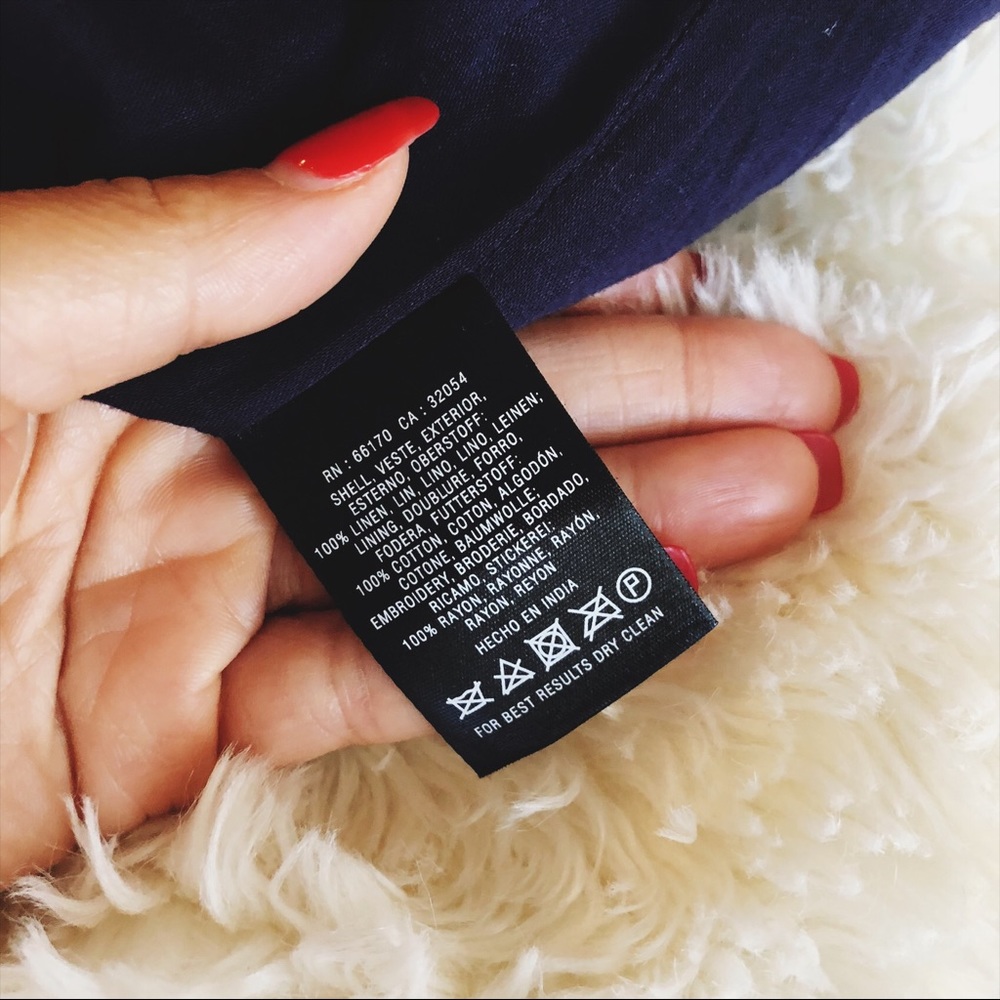 RN : 66170 CA : 32054
SHELL, VESTE, EXTERIOR,
ESTERNO, OBERSTOFF:
100% LINEN, LIN, LINO, LINO, LEINEN;
LINING, DOUBLURE, FORRO,
FODERA, FUTTERSTOFF:
100% COTTON, COTON, ALGODÓN,
COTONE, BAUMWOLLE;
EMBROIDERY, BRODERIE, BORDADO,
RICAMO, STICKEREI:
100% RAYON, RAYONNE, RAYÓN,
RAYON, REYON
HECHO EN INDIA
P
FOR BEST RESULTS DRY CLEAN